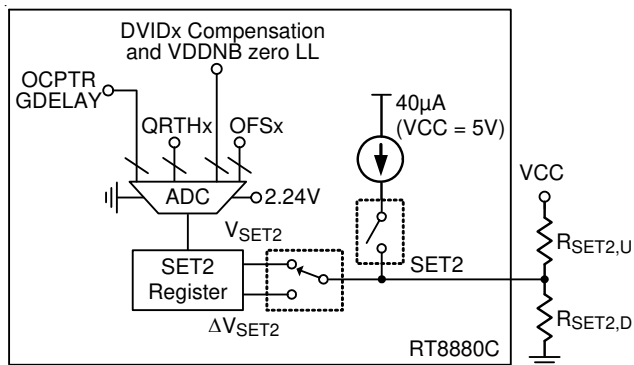 DVIDx Compensation
and VDDNB zero LL
OCPTR
GDELAY
QRTHx
OFSx
40μA
(VCC = 5V)
ADC
2.24V
VCC
VSET2
SET2
Register
SET2
RSET2,U
ΔVSET2
RSET2,D
RT8880C